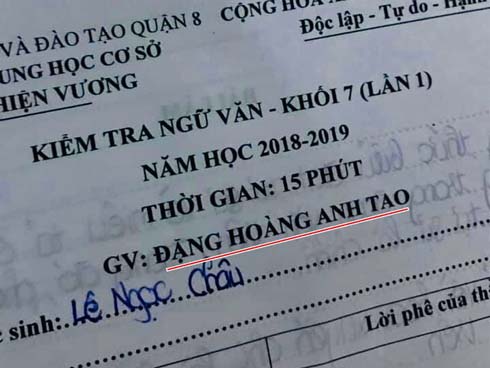 VÀ ĐÀO TẠO QUẬN 8 CỘNG HÒA
Độc lập - Tự do - Hạnh
UNG HỌC CƠ SỞ
HIỆN VƯƠNG
KIỂM TRA NGỮ VĂN - KHỐI 7 (LẦN 1)
NĂM HỌC 2018-2019
THỜI GIAN: 15 PHÚT
GV: ĐẶNG HOÀNG ANH TAO
c sinh: Lê Ngọc Châu
Lời phê của th